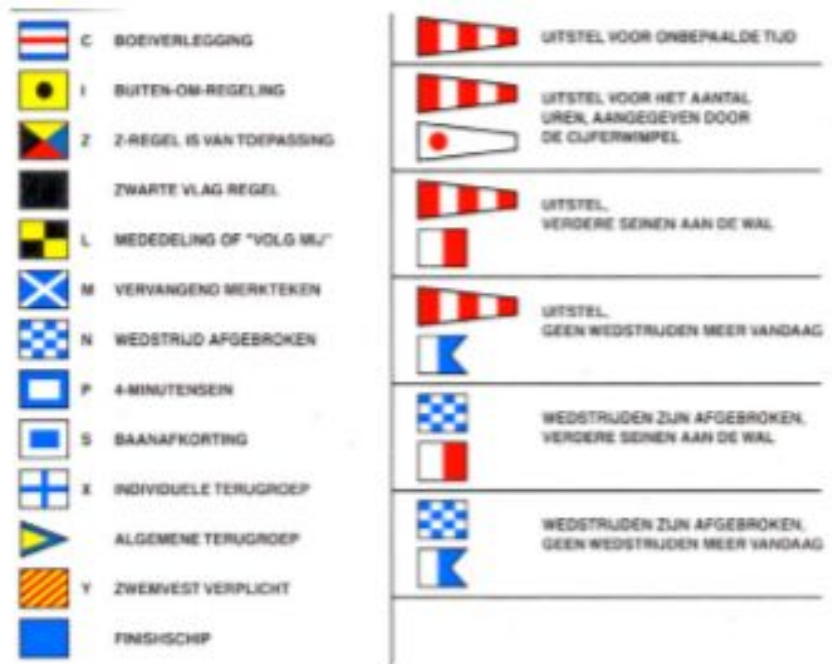 C BOEIVERLEGGING
I BUITEN-OM-REGELING
Z Z-REGEL IS VAN TOEPASSING
ZWARTE VLAG REGEL
L MEDEDELING OF "VOLG MIJ"
M VERVANGEND MERKTEKEN
N WEDSTRIJD AFGEBROKEN
P 4-MINUTENSEIN
S BAANAFKORTING
X INDIVIDUELE TERUGROEP
ALGEMENE TERUGROEP
Y ZWEMVEST VERPLICHT
FINISHSCHIP
UITSTEL VOOR ONBEPAALDE TIJD
UITSTEL VOOR HET AANTAL
UREN, AANGEGEVEN DOOR
DE CIJFERWIMPEL
UITSTEL,
VERDERE SEINEN AAN DE WAL
UITSTEL,
GEEN WEDSTRIJDEN MEER VANDAAG
WEDSTRIJDEN ZIJN AFGEBROKEN,
VERDERE SEINEN AAN DE WAL
WEDSTRIJDEN ZIJN AFGEBROKEN,
GEEN WEDSTRIJDEN MEER VANDAAG